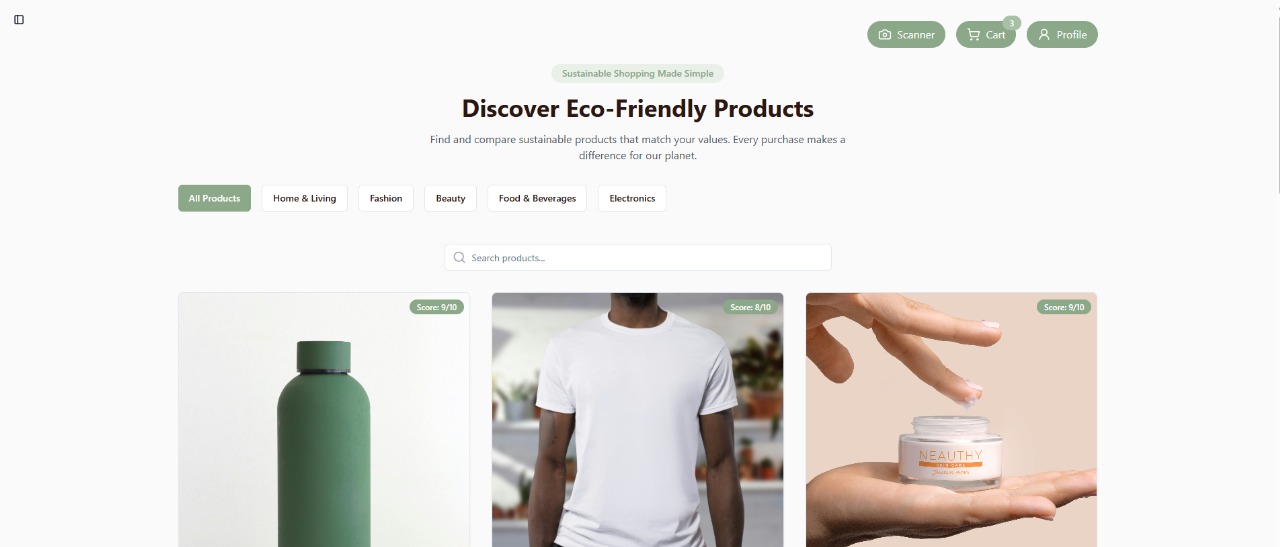 3
Scanner
Cart
Profile
Sustainable Shopping Made Simple
Discover Eco-Friendly Products
Find and compare sustainable products that match your values. Every purchase makes a
difference for our planet.
All Products
Home & Living
Fashion
Beauty
Food & Beverages
Electronics
Search products...
Score: 9/10
Score: 8/10
Score: 9/10
NEAUTHY